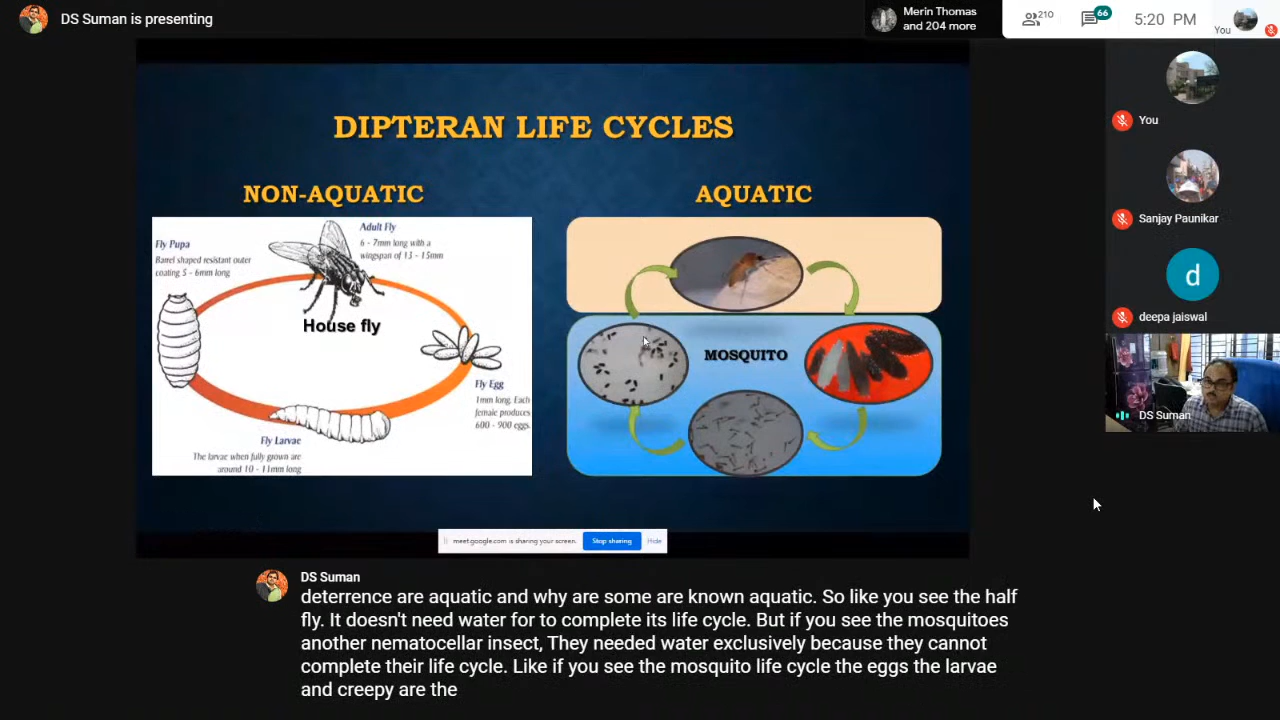 DS Suman is presenting
Merin Thomas
and 204 more
210
66
5:20 PM
You
DIPTERAN LIFE CYCLES
NON-AQUATIC
AQUATIC
Adult Fly
6 - 7mm long with a
wingspan of 13 - 15mm
Fly Pupa
Barrel shaped resistant outer
coating 5 - 6mm long
House fly
Fly Egg
1mm long. Each
female produces
600 - 900 eggs.
Fly Larvae
The larvae when fully grown are
around 10 - 11mm long
MOSQUITO
You
Sanjay Paunikar
d
deepa jaiswal
DS Suman
meet.google.com is sharing your screen.
Stop sharing
Hide
DS Suman
deterrence are aquatic and why are some are known aquatic. So like you see the half
fly. It doesn't need water for to complete its life cycle. But if you see the mosquitoes
another nematocellar insect, They needed water exclusively because they cannot
complete their life cycle. Like if you see the mosquito life cycle the eggs the larvae
and creepy are the